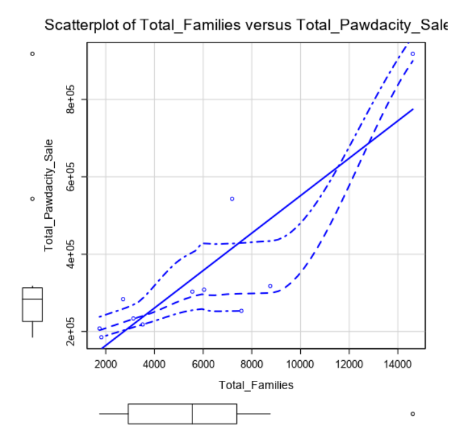 Scatterplot of Total_Families versus Total_Pawdacity_Sale
8e+05
6e+05
4e+05
2e+05
Total_Pawdacity_Sale
2000 4000 6000 8000 10000 12000 14000
Total_Families